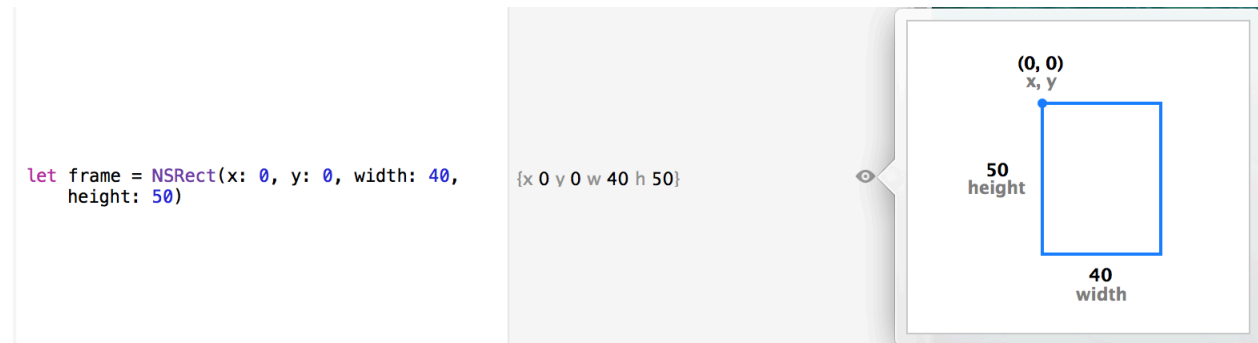 let frame = NSRect(x: 0, y: 0, width: 40,
height: 50)
{x 0 y 0 w 40 h 50}
(0, 0)
x, y
50
height
40
width